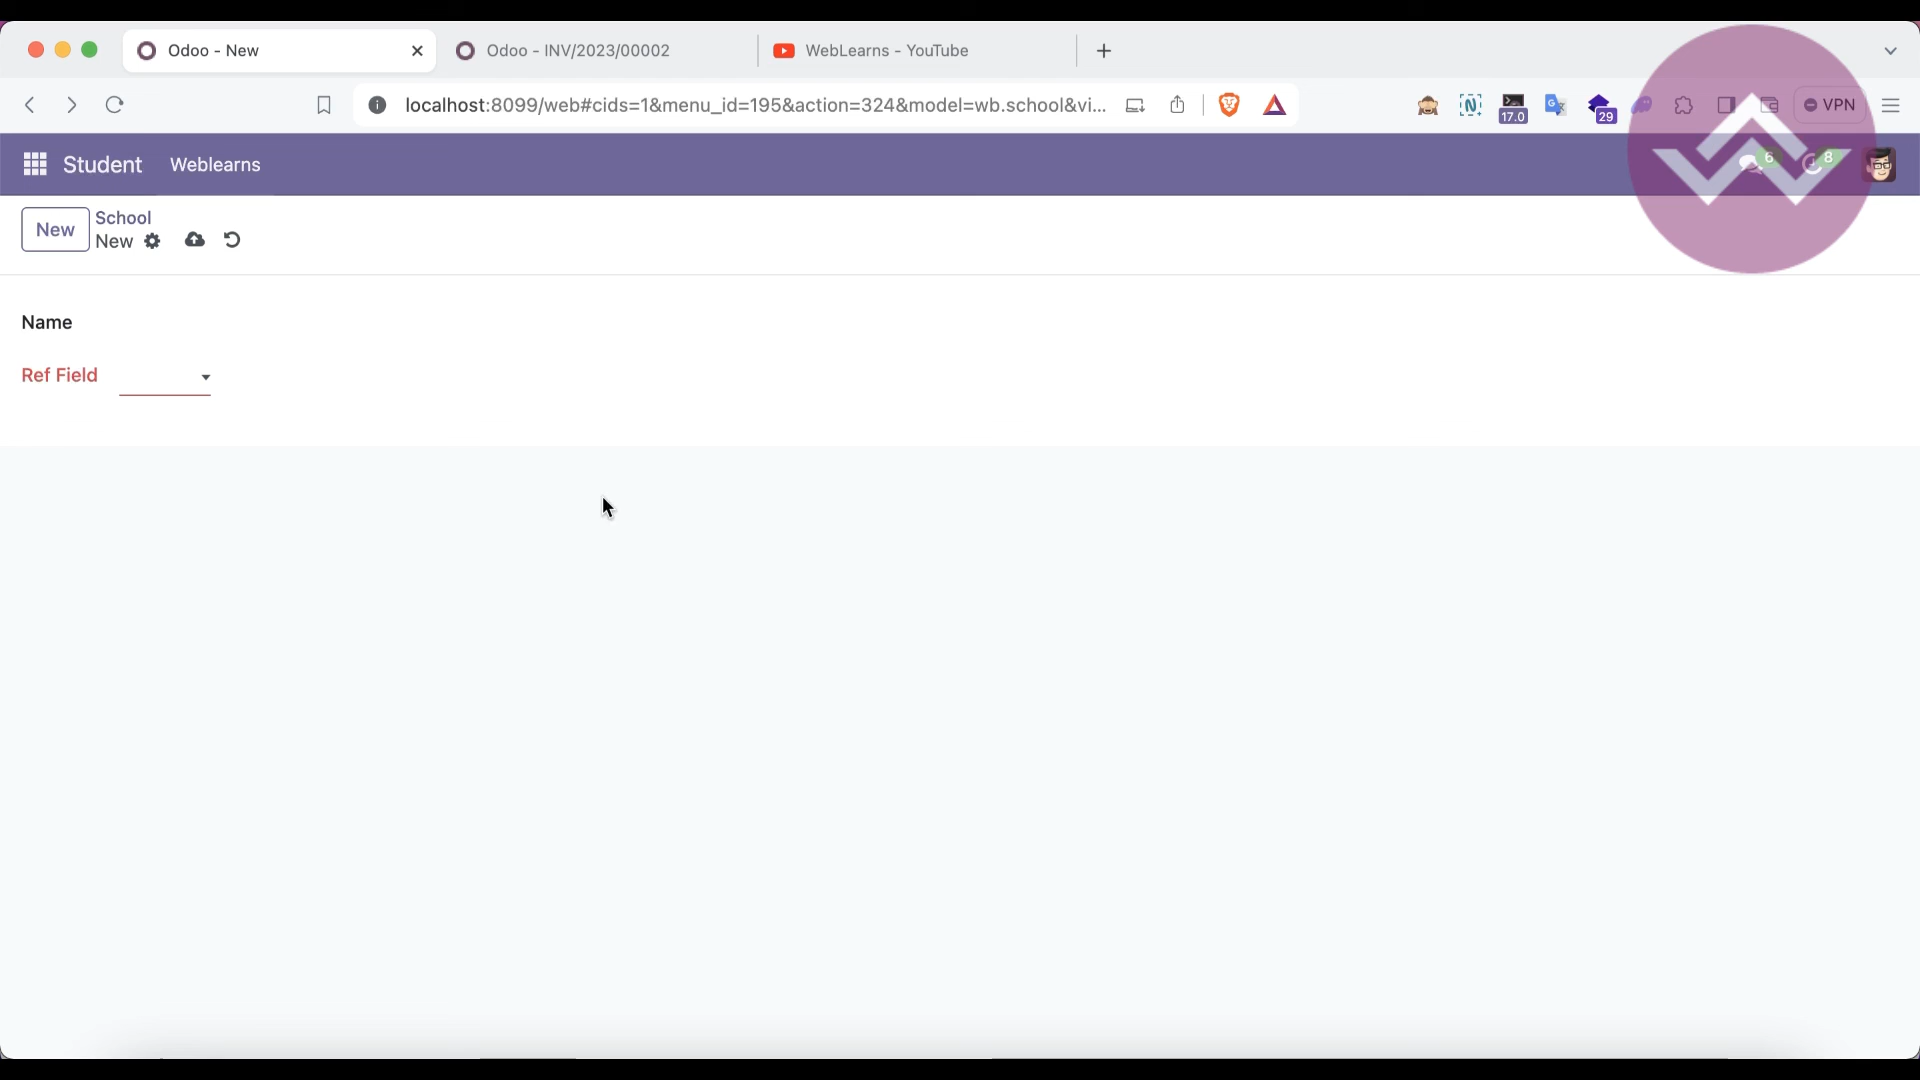 Odoo - New
Odoo - INV/2023/00002
WebLearns - YouTube
localhost:8099/web#cids=1&menu_id=195&action=324&model=wb.school&vi...
17.0
29
VPN
Student
Weblearns
6
8
New
School
New
Name
Ref Field